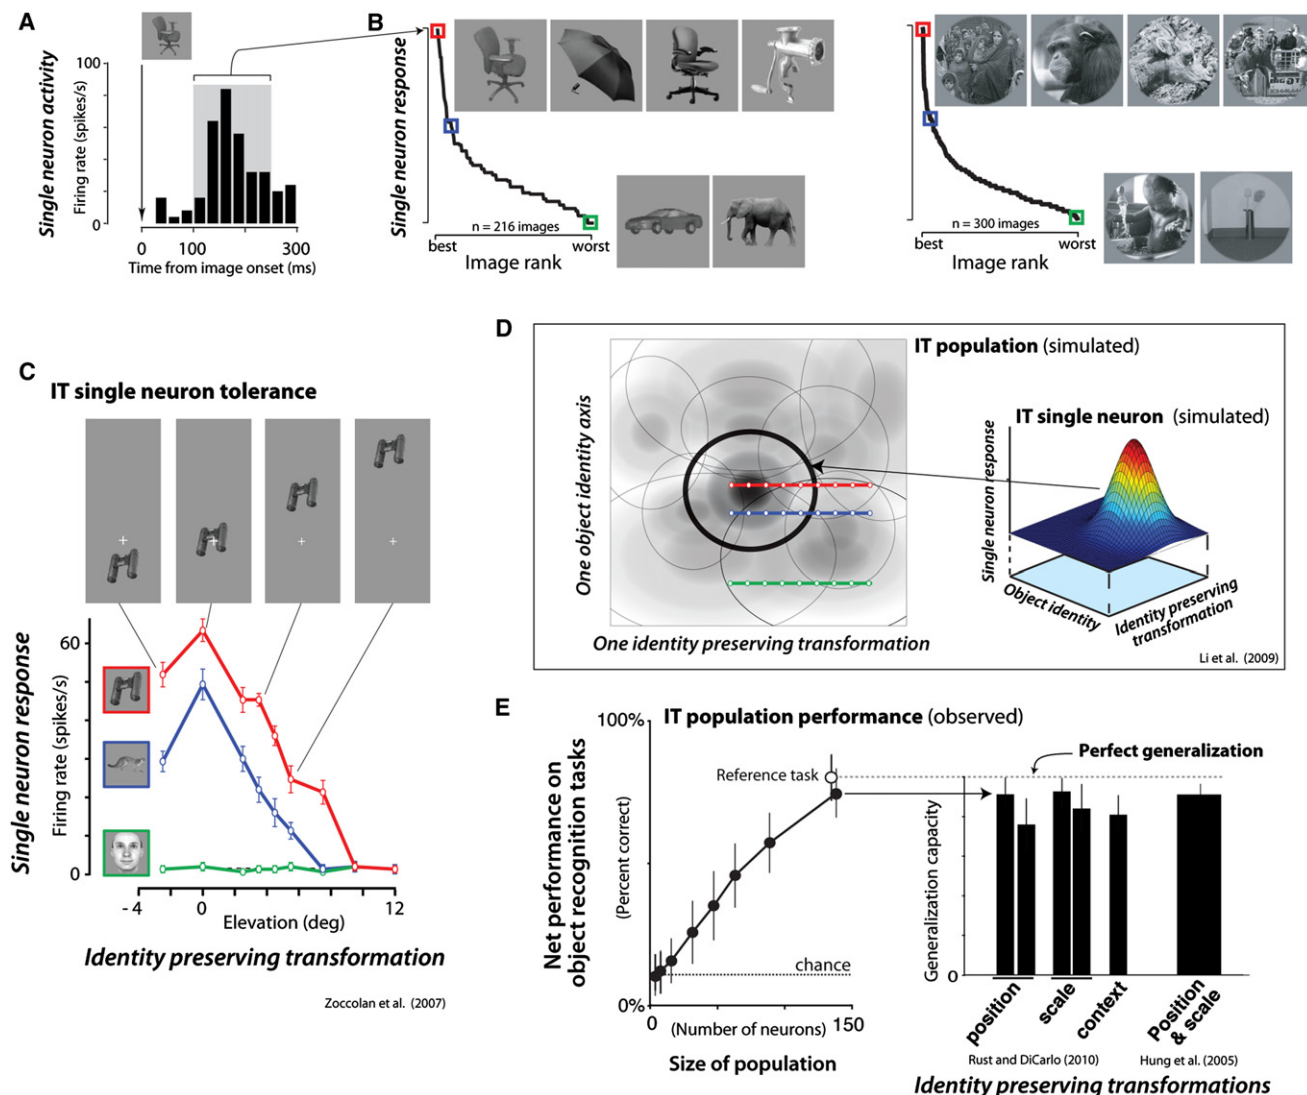 A
Single neuron activity
Firing rate (spikes/s)
100
0
0
100
300
Time from image onset (ms)
B
Single neuron response
n = 216 images
best
worst
Image rank
n = 300 images
best
worst
Image rank
C
IT single neuron tolerance
Single neuron response
Firing rate (spikes/s)
60
0
- 4
0
12
Elevation (deg)
Identity preserving transformation
Zoccolan et al. (2007)
D
IT population (simulated)
One object identity axis
One identity preserving transformation
IT single neuron (simulated)
Single neuron response
Object identity
Identity preserving
transformation
Li et al. (2009)
E
IT population performance (observed)
Net performance on
object recognition tasks
(Percent correct)
100%
0%
Reference task
chance
0
150
(Number of neurons)
Size of population
Perfect generalization
Generalization capacity
0
position
scale
context
Position
& scale
Rust and DiCarlo (2010)
Hung et al. (2005)
Identity preserving transformations